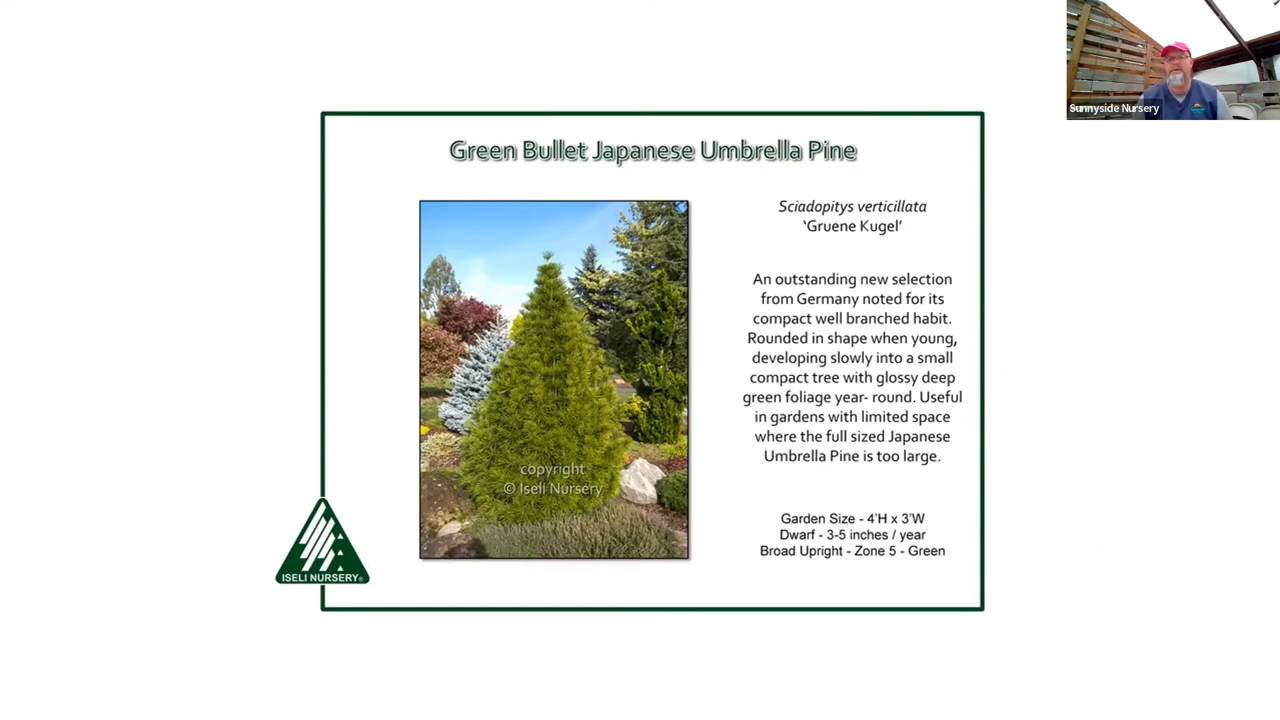 Sunnyside Nursery
Green Bullet Japanese Umbrella Pine
Sciadopitys verticillata
‘Gruene Kugel’
An outstanding new selection
from Germany noted for its
compact well branched habit.
Rounded in shape when young,
developing slowly into a small
compact tree with glossy deep
green foliage year- round. Useful
in gardens with limited space
where the full sized Japanese
Umbrella Pine is too large.
Garden Size - 4'H x 3'W
Dwarf - 3-5 inches / year
Broad Upright - Zone 5 - Green
copyright
© Iseli Nursery
ISELI NURSERY®